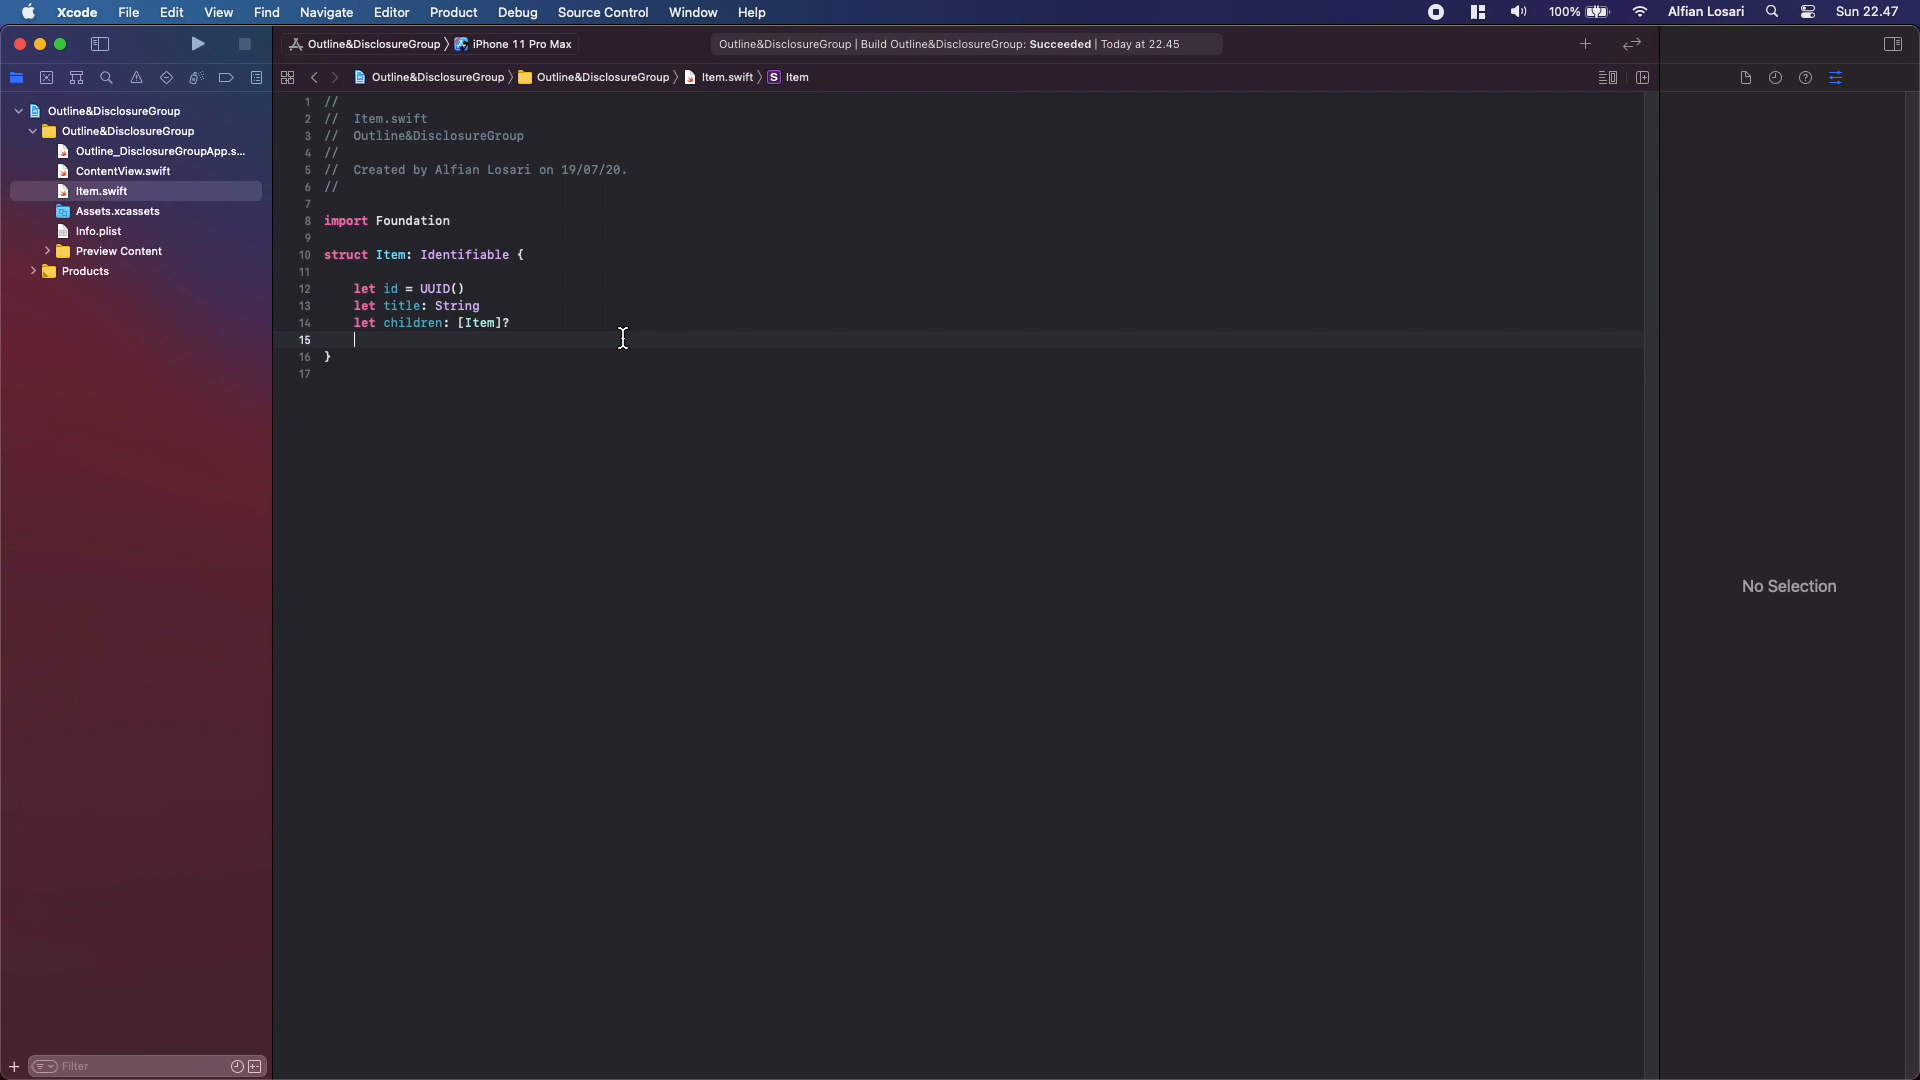 Xcode File Edit View Find Navigate Editor Product Debug Source Control Window Help 100% Alfian Losari Sun 22.47
Outline&DisclosureGroup 〉 iPhone 11 Pro Max Outline&DisclosureGroup | Build Outline&DisclosureGroup: Succeeded | Today at 22.45
Outline&DisclosureGroup 〉 Outline&DisclosureGroup 〉 Item.swift 〉 S Item
Outline&DisclosureGroup
Outline&DisclosureGroup
Outline_DisclosureGroupApp.s...
ContentView.swift
Item.swift
Assets.xcassets
Info.plist
Preview Content
Products
Filter
1 //
2 //  Item.swift
3 //  Outline&DisclosureGroup
4 //
5 //  Created by Alfian Losari on 19/07/20.
6 //
7
8 import Foundation
9
10 struct Item: Identifiable {
11
12     let id = UUID()
13     let title: String
14     let children: [Item]?
15
16 }
17
No Selection